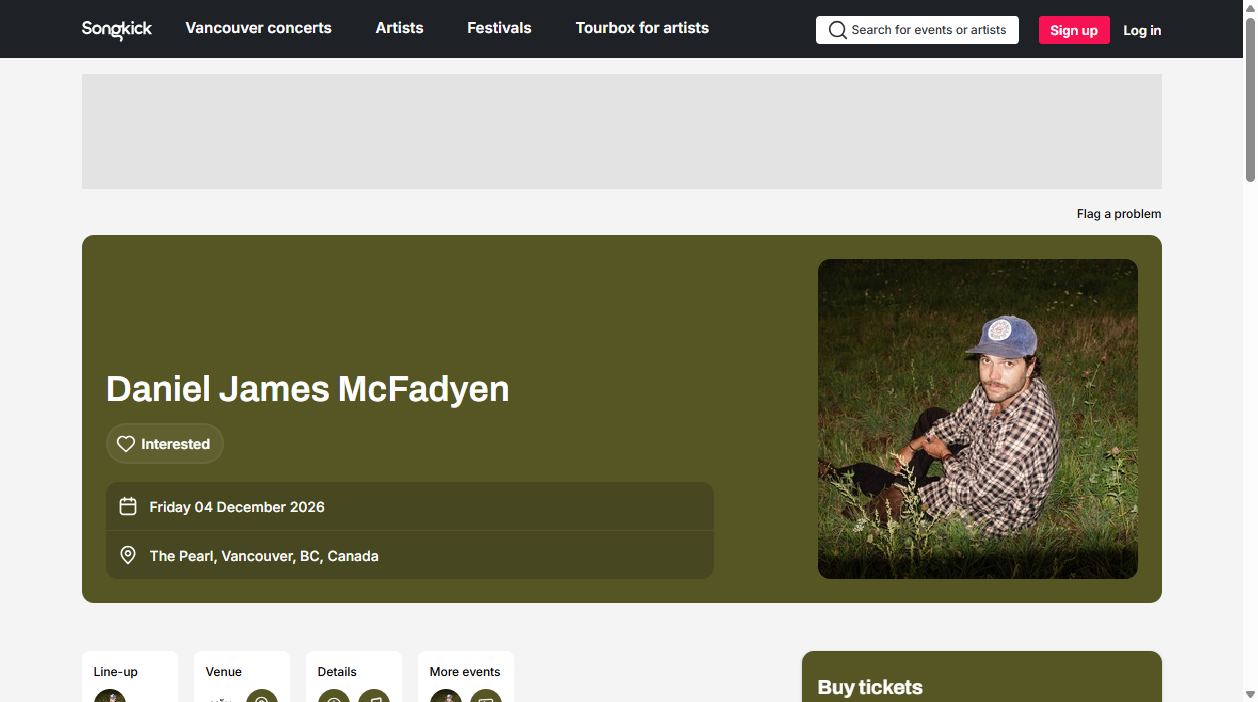 Songkick
Vancouver concerts
Artists
Festivals
Tourbox for artists
Search for events or artists
Sign up
Log in
Flag a problem
Daniel James McFadyen
Interested
Friday 04 December 2026
The Pearl, Vancouver, BC, Canada
Line-up
Venue
Details
More events
Buy tickets